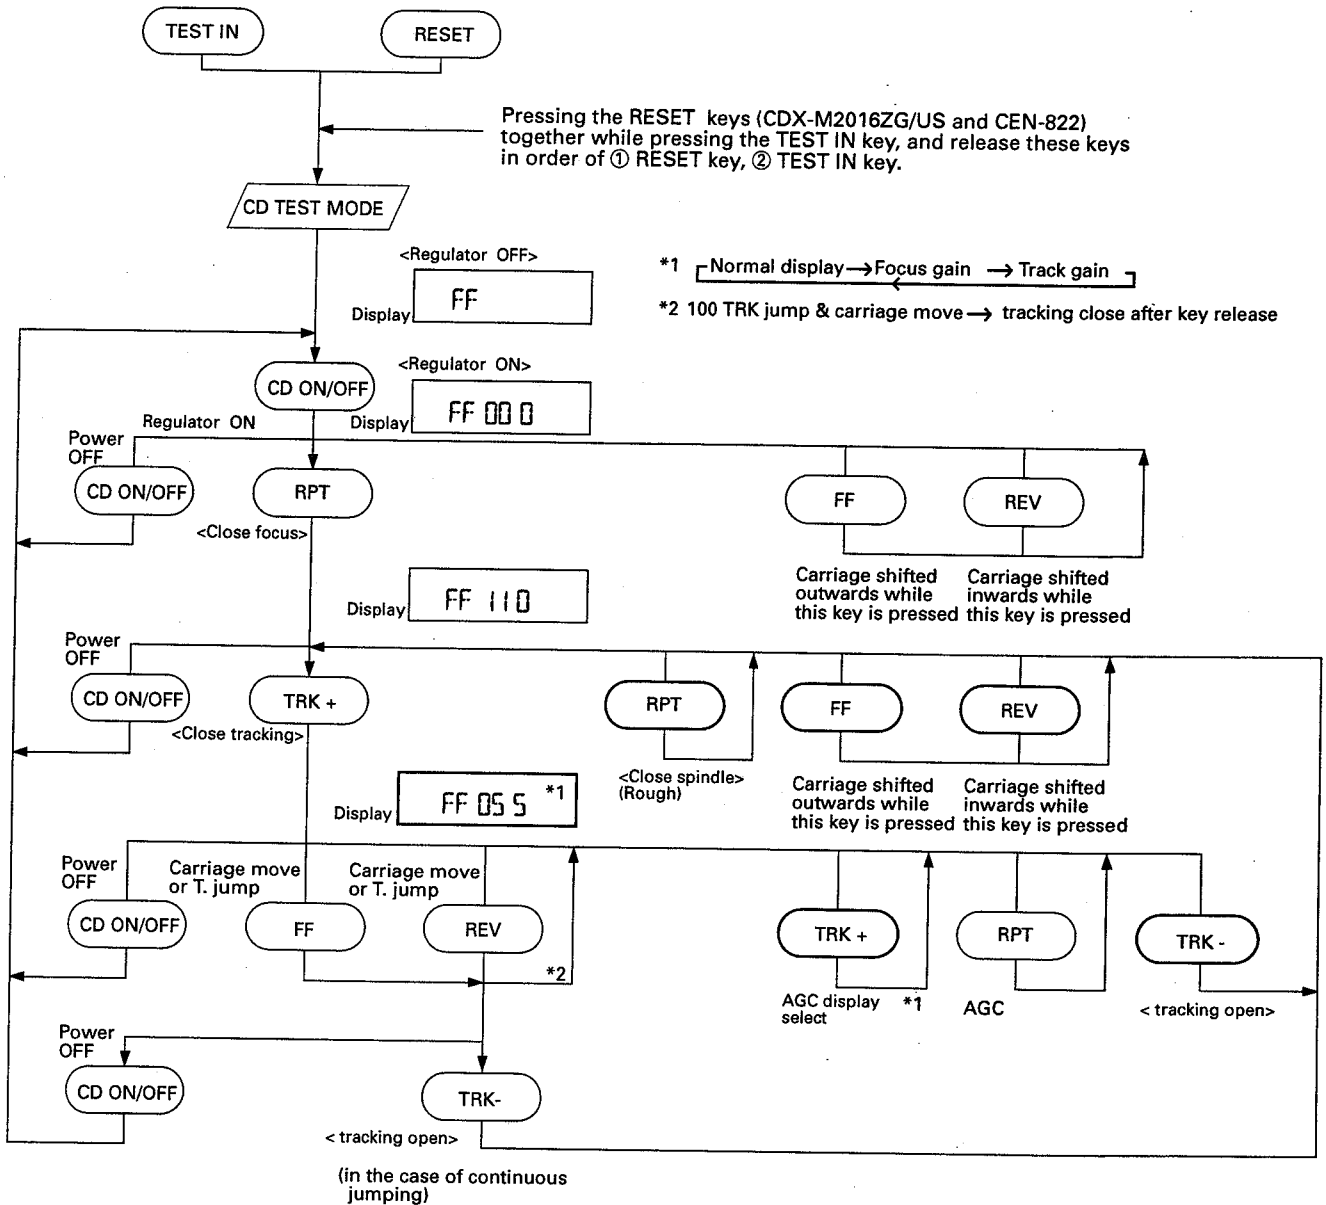 TEST IN
RESET
Pressing the RESET keys (CDX-M2016ZG/US and CEN-822)
together while pressing the TEST IN key, and release these keys
in order of ① RESET key, ② TEST IN key.
CD TEST MODE
<Regulator OFF>
Display
FF
*1 Normal display→Focus gain → Track gain
*2 100 TRK jump & carriage move→ tracking close after key release
CD ON/OFF
<Regulator ON>
Display
FF 00 0
Regulator ON
Power
OFF
CD ON/OFF
RPT
<Close focus>
FF
REV
Carriage shifted
outwards while
this key is pressed
Carriage shifted
inwards while
this key is pressed
Display
FF 11 0
Power
OFF
CD ON/OFF
TRK +
<Close tracking>
RPT
<Close spindle>
(Rough)
FF
REV
Carriage shifted
outwards while
this key is pressed
Carriage shifted
inwards while
this key is pressed
Display
FF 05 5 *1
Power
OFF
CD ON/OFF
Carriage move
or T. jump
FF
Carriage move
or T. jump
REV
*2
TRK +
AGC display
select
*1
RPT
AGC
TRK -
< tracking open>
Power
OFF
CD ON/OFF
TRK-
< tracking open>
(in the case of continuous
jumping)